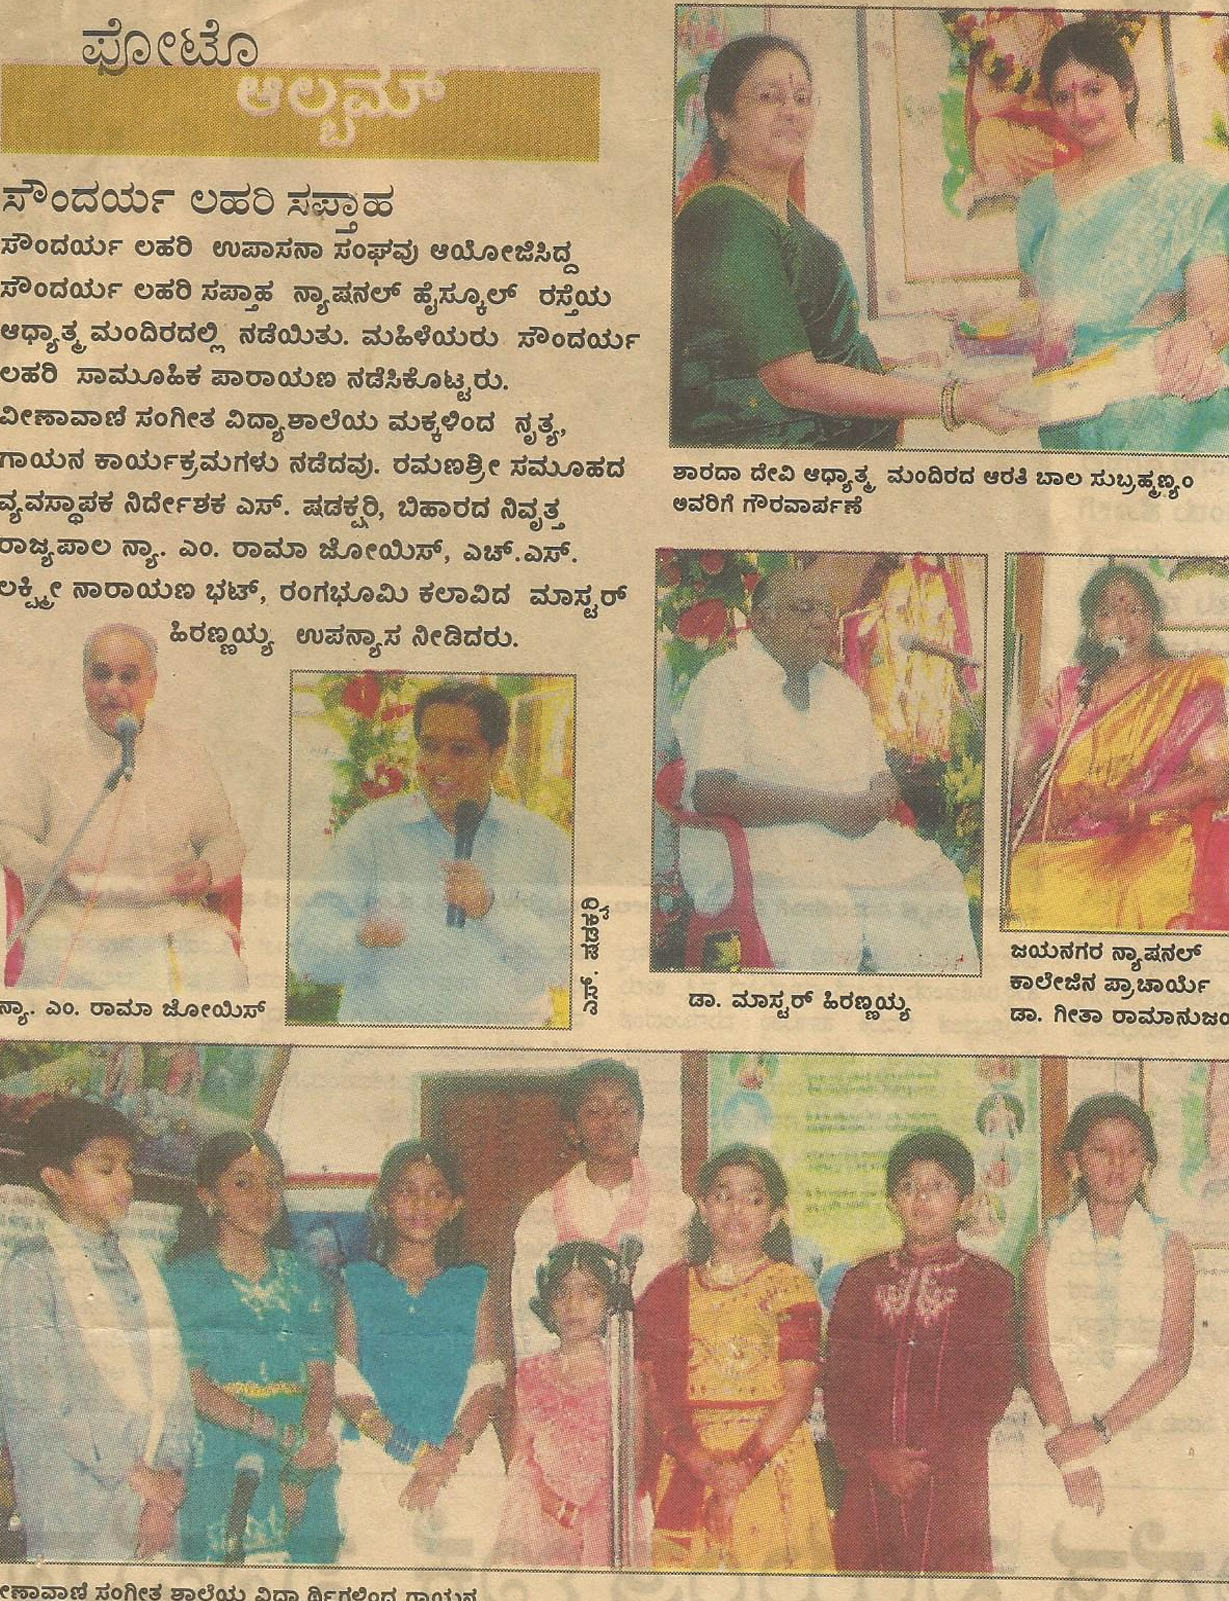 ಫೋಟೊ
ಆಲ್ಬಮ್
ಸೌಂದರ್ಯ ಲಹರಿ ಸಪ್ತಾಹ
ಸೌಂದರ್ಯ ಲಹರಿ ಉಪಾಸನಾ ಸಂಘವು ಆಯೋಜಿಸಿದ್ದ
ಸೌಂದರ್ಯ ಲಹರಿ ಸಪ್ತಾಹ ನ್ಯಾಷನಲ್ ಹೈಸ್ಕೂಲ್ ರಸ್ತೆಯ
ಆಧ್ಯಾತ್ಮ ಮಂದಿರದಲ್ಲಿ ನಡೆಯಿತು. ಮಹಿಳೆಯರು ಸೌಂದರ್ಯ
ಲಹರಿ ಸಾಮೂಹಿಕ ಪಾರಾಯಣ ನಡೆಸಿಕೊಟ್ಟರು.
ವೀಣಾವಾಣಿ ಸಂಗೀತ ವಿದ್ಯಾಶಾಲೆಯ ಮಕ್ಕಳಿಂದ ನೃತ್ಯ,
ಗಾಯನ ಕಾರ್ಯಕ್ರಮಗಳು ನಡೆದವು. ರಮಣಶ್ರೀ ಸಮೂಹದ
ವ್ಯವಸ್ಥಾಪಕ ನಿರ್ದೇಶಕ ಎಸ್. ಷಡಕ್ಷರಿ, ಬಿಹಾರದ ನಿವೃತ್ತ
ರಾಜ್ಯಪಾಲ ನ್ಯಾ. ಎಂ. ರಾಮಾ ಜೋಯಿಸ್, ಎಚ್.ಎಸ್.
ಲಕ್ಷ್ಮೀ ನಾರಾಯಣ ಭಟ್, ರಂಗಭೂಮಿ ಕಲಾವಿದ ಮಾಸ್ಟರ್
ಹಿರಣ್ಣಯ್ಯ ಉಪನ್ಯಾಸ ನೀಡಿದರು.
ಶಾರದಾ ದೇವಿ ಆಧ್ಯಾತ್ಮ ಮಂದಿರದ ಆರತಿ ಬಾಲ ಸುಬ್ರಹ್ಮಣ್ಯಂ
ಅವರಿಗೆ ಗೌರವಾರ್ಪಣೆ
ನ್ಯಾ. ಎಂ. ರಾಮಾ ಜೋಯಿಸ್
ಎಸ್. ಷಡಕ್ಷರಿ
ಡಾ. ಮಾಸ್ಟರ್ ಹಿರಣ್ಣಯ್ಯ
ಜಯನಗರ ನ್ಯಾಷನಲ್
ಕಾಲೇಜಿನ ಪ್ರಾಚಾರ್ಯೆ
ಡಾ. ಗೀತಾ ರಾಮಾನುಜಂ
ಸಂಗೀತ ಶಾಲೆಯ ವಿದ್ಯಾರ್ಥಿಗಳಿಂದ ಗಾಯನ